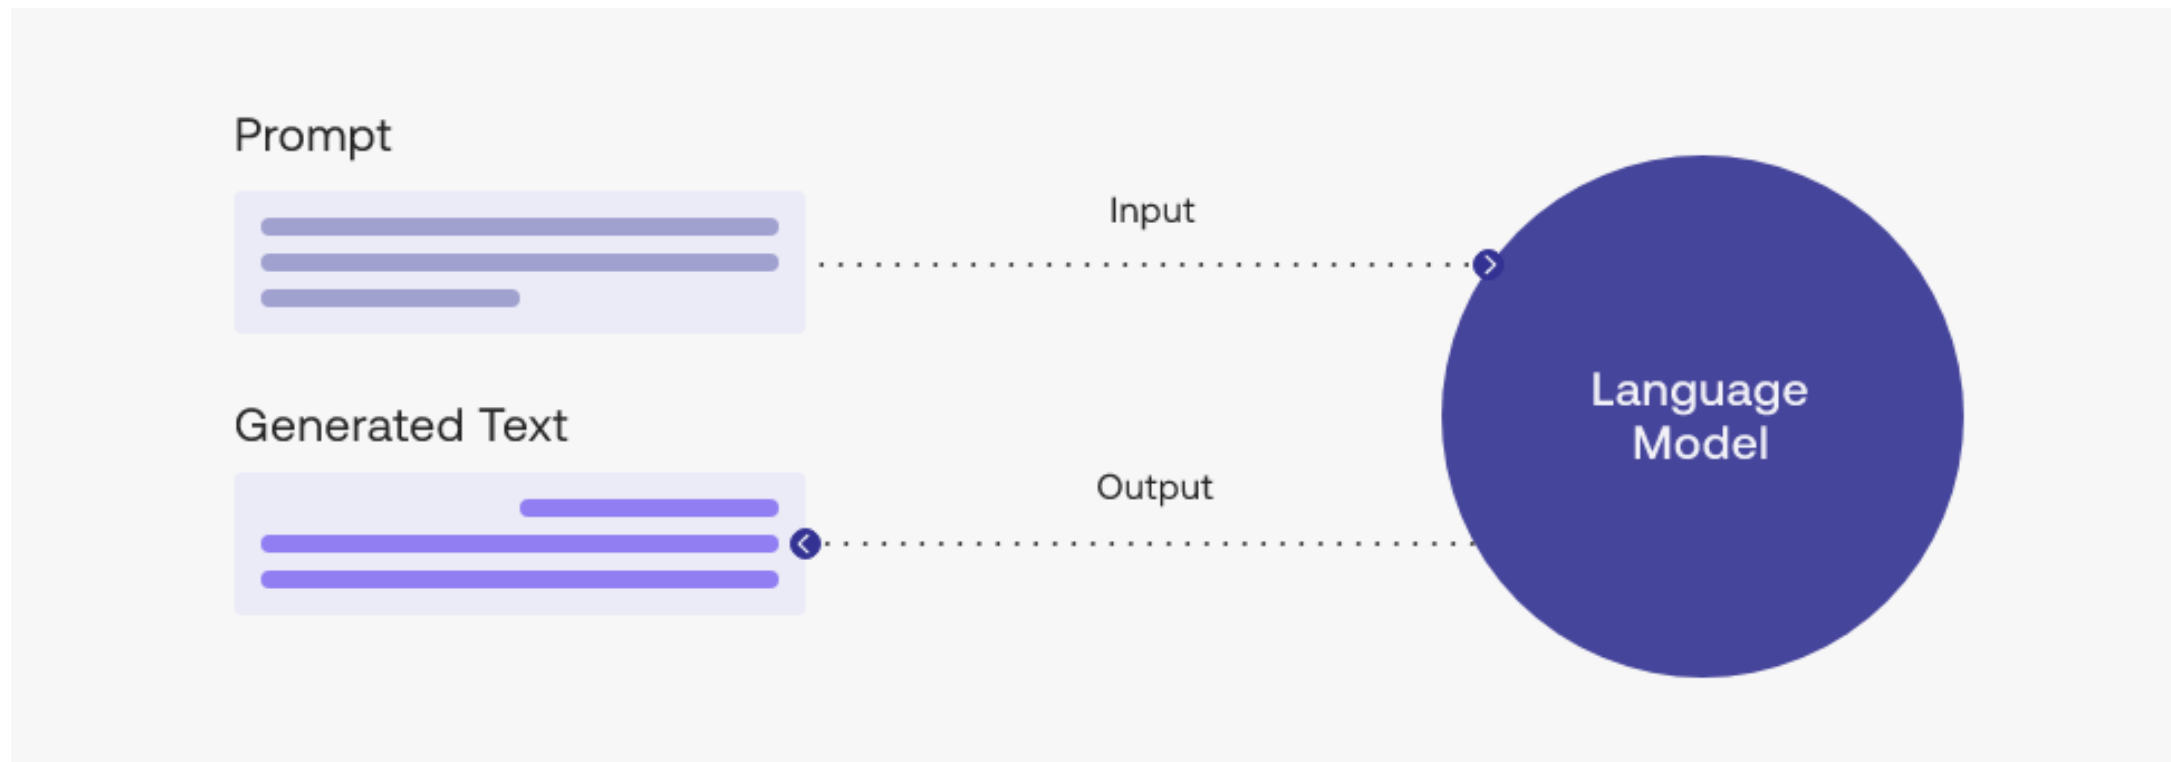 Prompt
Input
Generated Text
Output
Language
Model